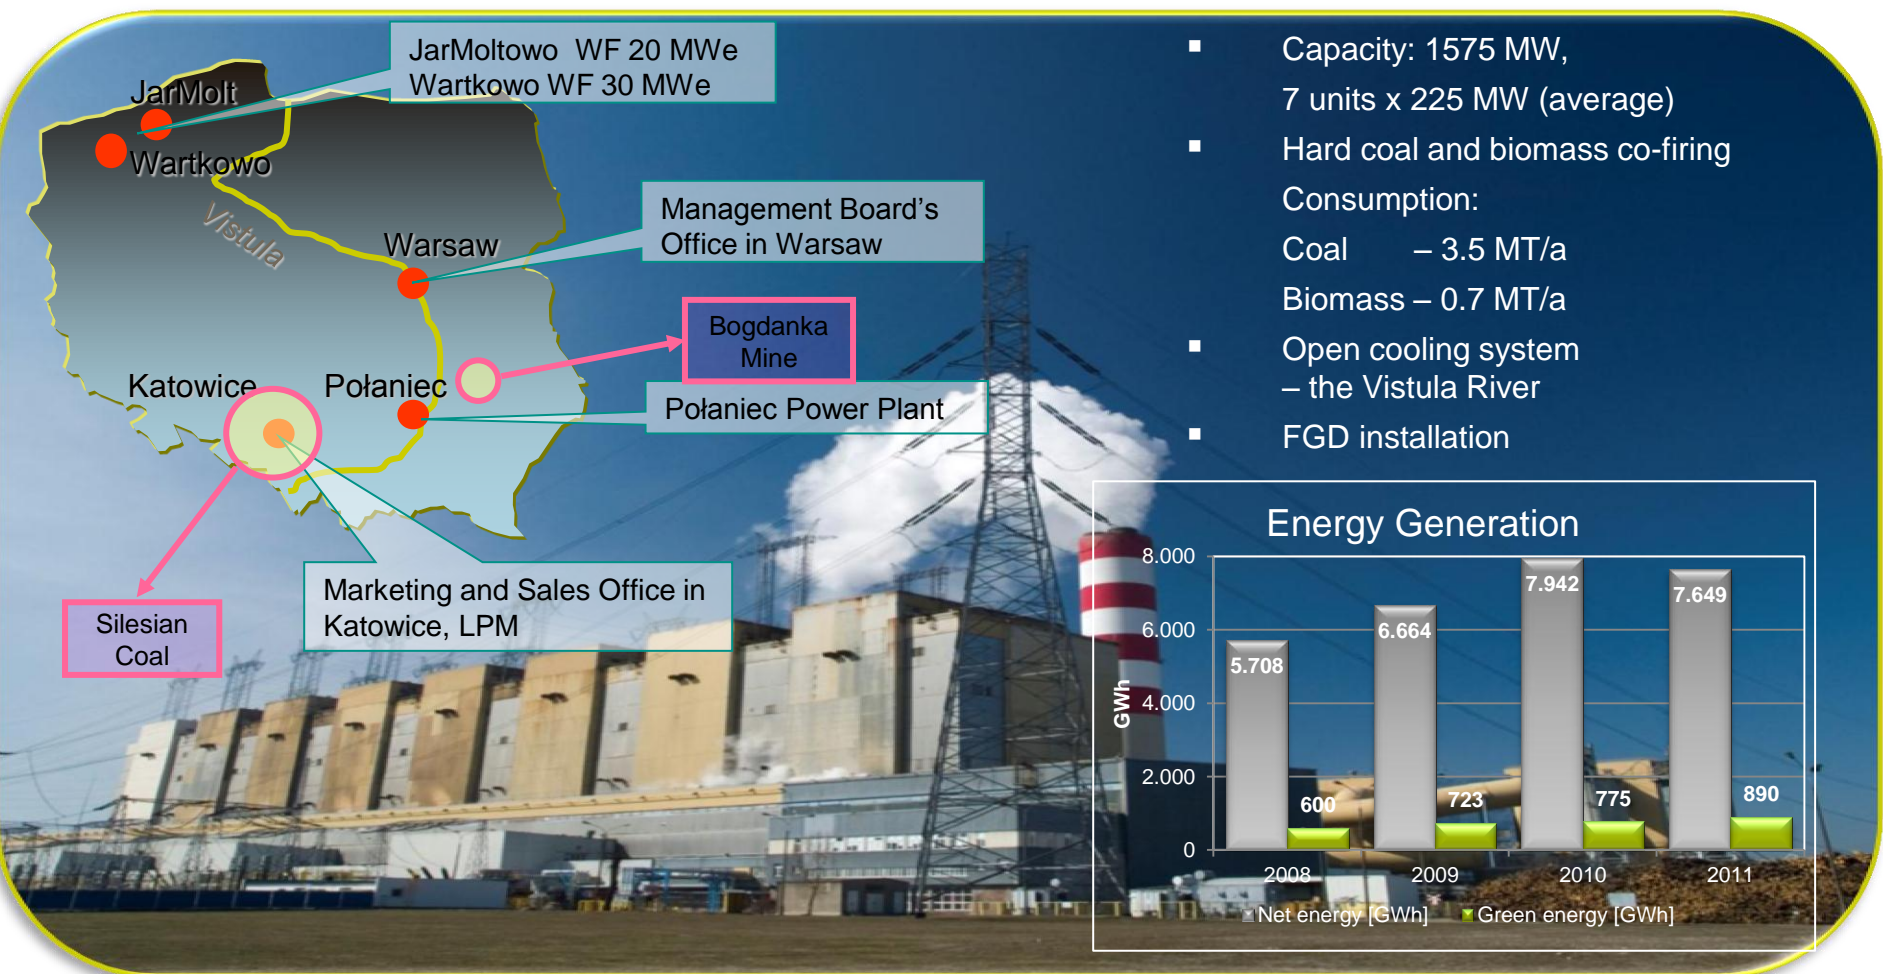 JarMoltowo  WF 20 MWe
Wartkowo WF 30 MWe
JarMolt
Wartkowo
Vistula
Warsaw
Management Board’s
Office in Warsaw
Bogdanka
Mine
Katowice
Połaniec
Połaniec Power Plant
Marketing and Sales Office in
Katowice, LPM
Silesian
Coal
▪ Capacity: 1575 MW,
7 units x 225 MW (average)
▪ Hard coal and biomass co-firing
Consumption:
Coal – 3.5 MT/a
Biomass – 0.7 MT/a
▪ Open cooling system
– the Vistula River
▪ FGD installation
Energy Generation
8.000
6.000
4.000
2.000
0
GWh
5.708
600
6.664
723
7.942
775
7.649
890
2008
2009
2010
2011
Net energy [GWh]
Green energy [GWh]